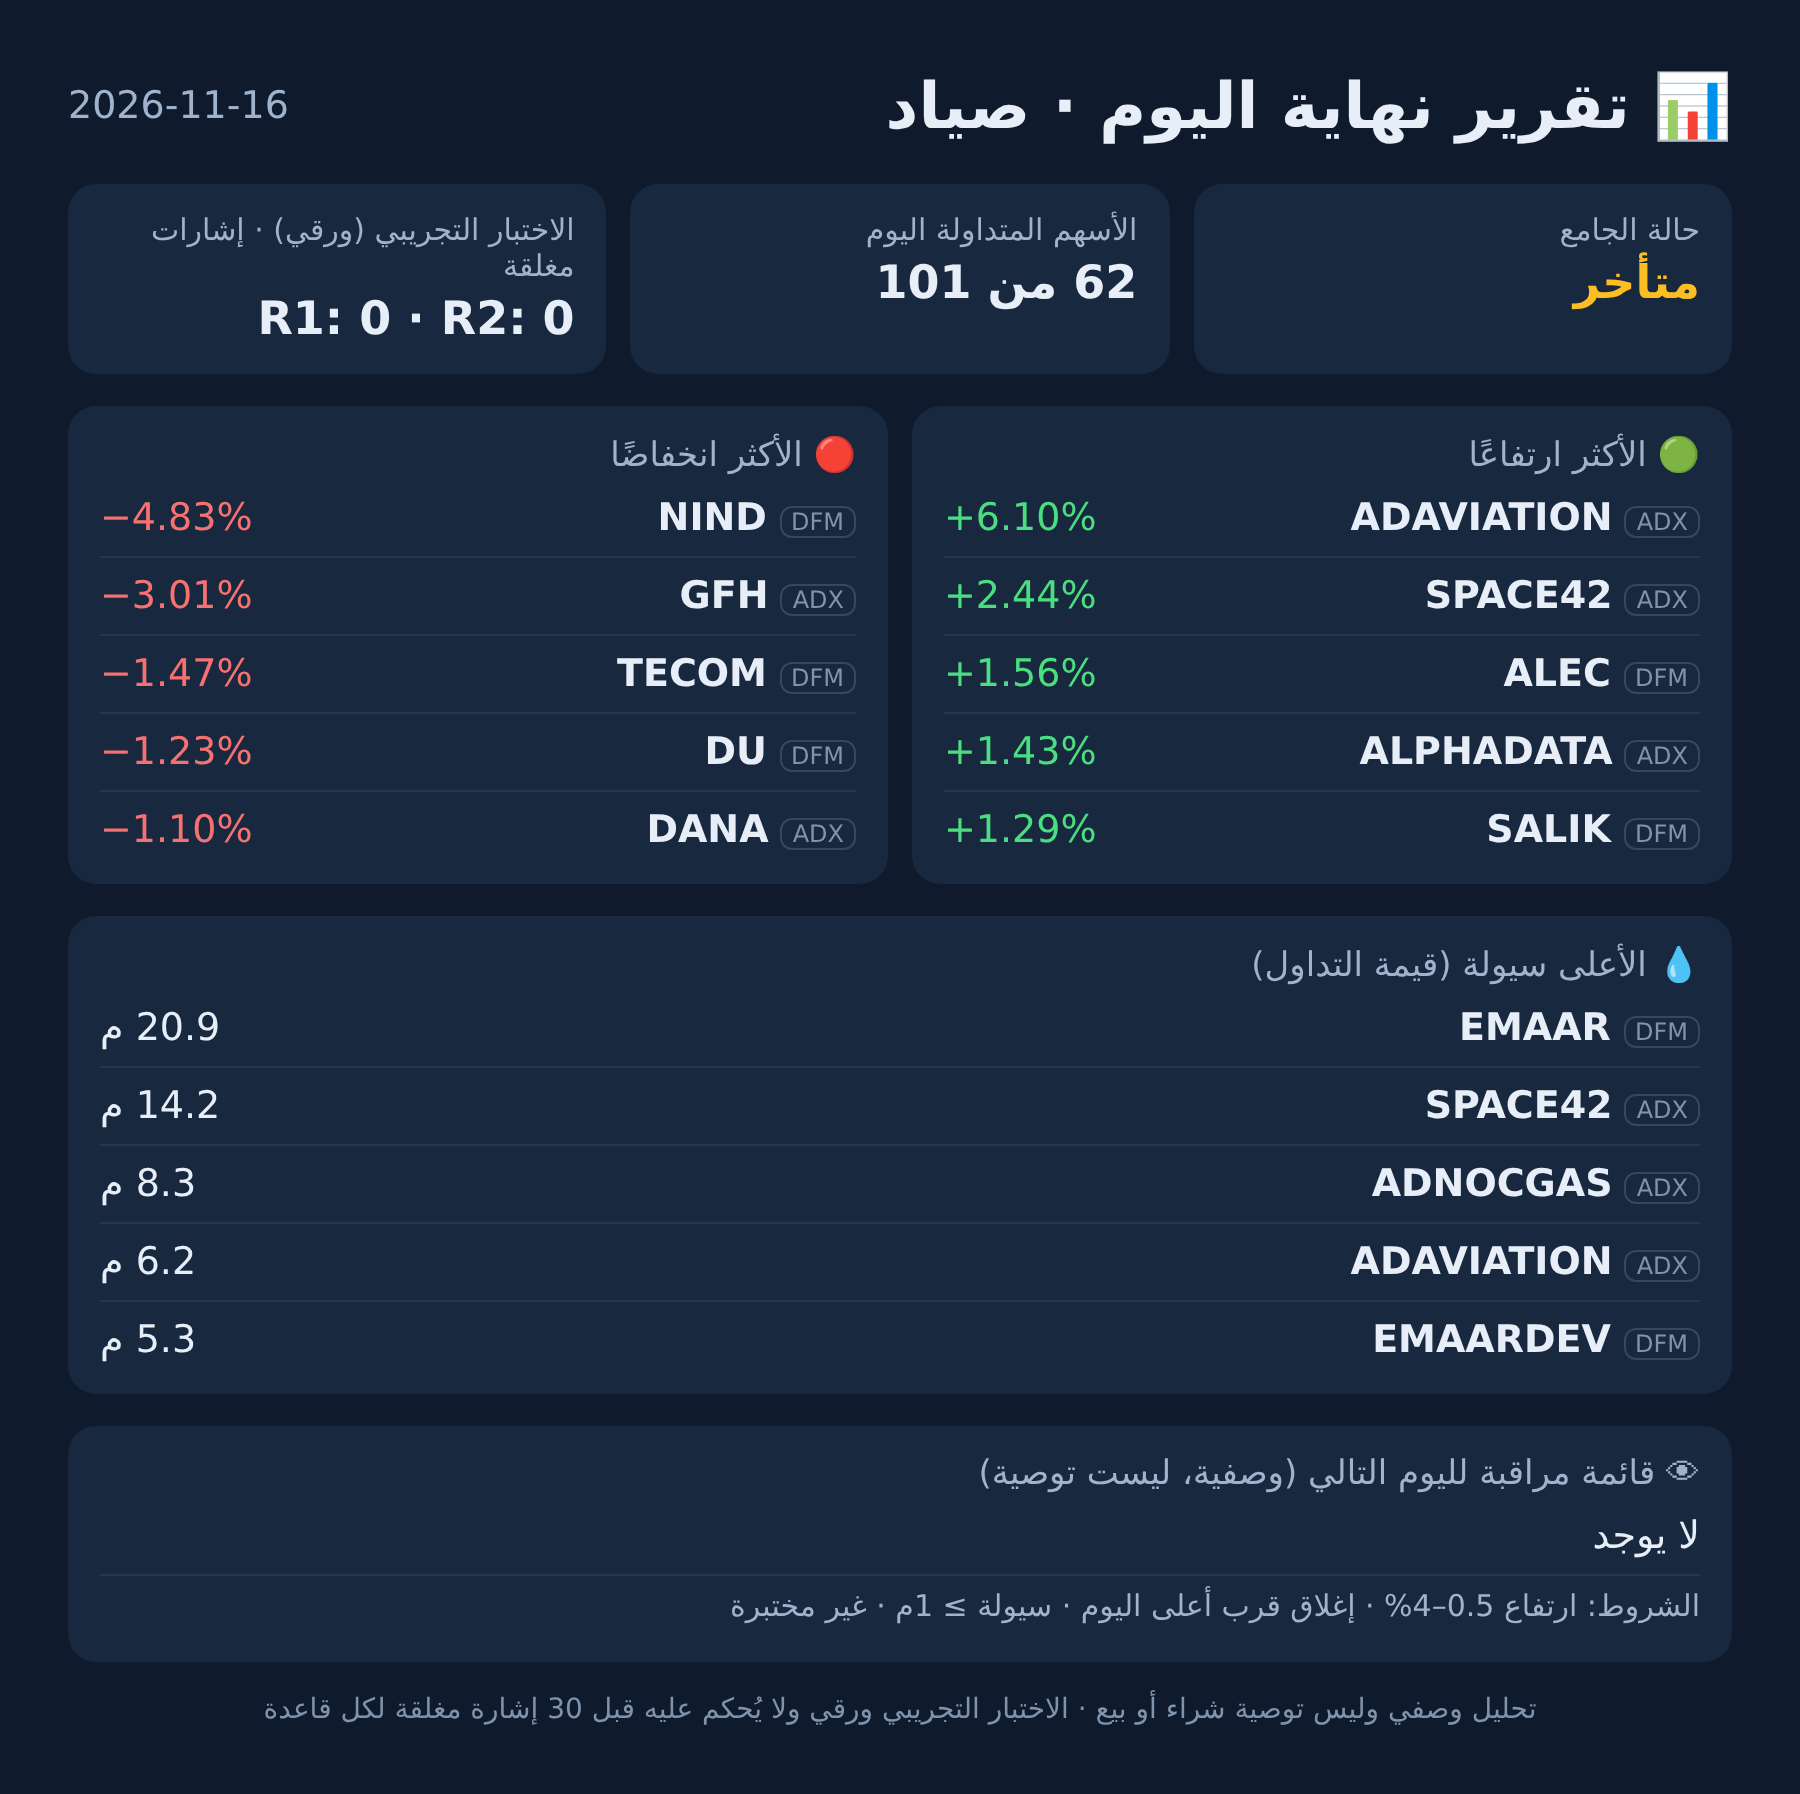 📊 تقرير نهاية اليوم · صياد
2026-11-16
حالة الجامع
متأخر
الأسهم المتداولة اليوم
62 من 101
الاختبار التجريبي (ورقي) · إشارات
مغلقة
R1: 0 · R2: 0
🟢 الأكثر ارتفاعًا
ADX ADAVIATION +6.10%
ADX SPACE42 +2.44%
DFM ALEC +1.56%
ADX ALPHADATA +1.43%
DFM SALIK +1.29%
🔴 الأكثر انخفاضًا
DFM NIND −4.83%
ADX GFH −3.01%
DFM TECOM −1.47%
DFM DU −1.23%
ADX DANA −1.10%
💧 الأعلى سيولة (قيمة التداول)
DFM EMAAR 20.9 م
ADX SPACE42 14.2 م
ADX ADNOCGAS 8.3 م
ADX ADAVIATION 6.2 م
DFM EMAARDEV 5.3 م
👁 قائمة مراقبة لليوم التالي (وصفية، ليست توصية)
لا يوجد
الشروط: ارتفاع 0.5–4% · إغلاق قرب أعلى اليوم · سيولة ≥ 1م · غير مختبرة
تحليل وصفي وليس توصية شراء أو بيع · الاختبار التجريبي ورقي ولا يُحكم عليه قبل 30 إشارة مغلقة لكل قاعدة